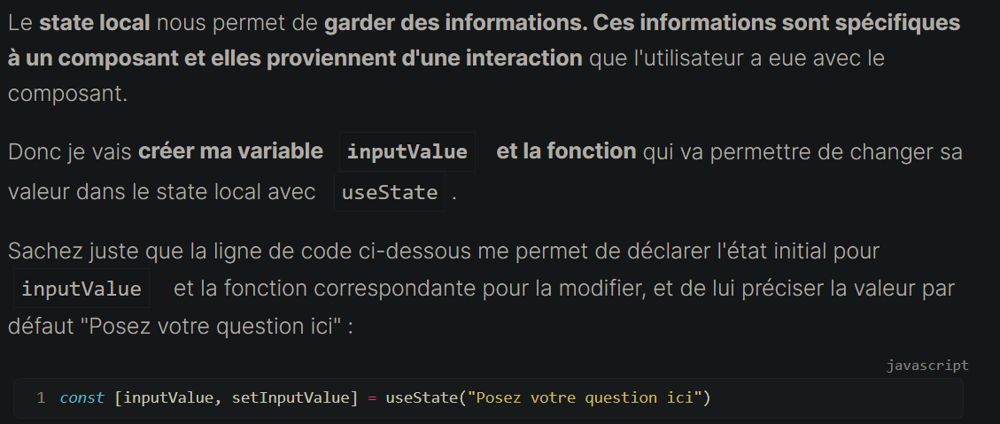 Le state local nous permet de garder des informations. Ces informations sont spécifiques
à un composant et elles proviennent d'une interaction que l'utilisateur a eue avec le
composant.
Donc je vais créer ma variable inputValue et la fonction qui va permettre de changer sa
valeur dans le state local avec useState .
Sachez juste que la ligne de code ci-dessous me permet de déclarer l'état initial pour
inputValue et la fonction correspondante pour la modifier, et de lui préciser la valeur par
défaut "Posez votre question ici" :
javascript
1 const [inputValue, setInputValue] = useState("Posez votre question ici")